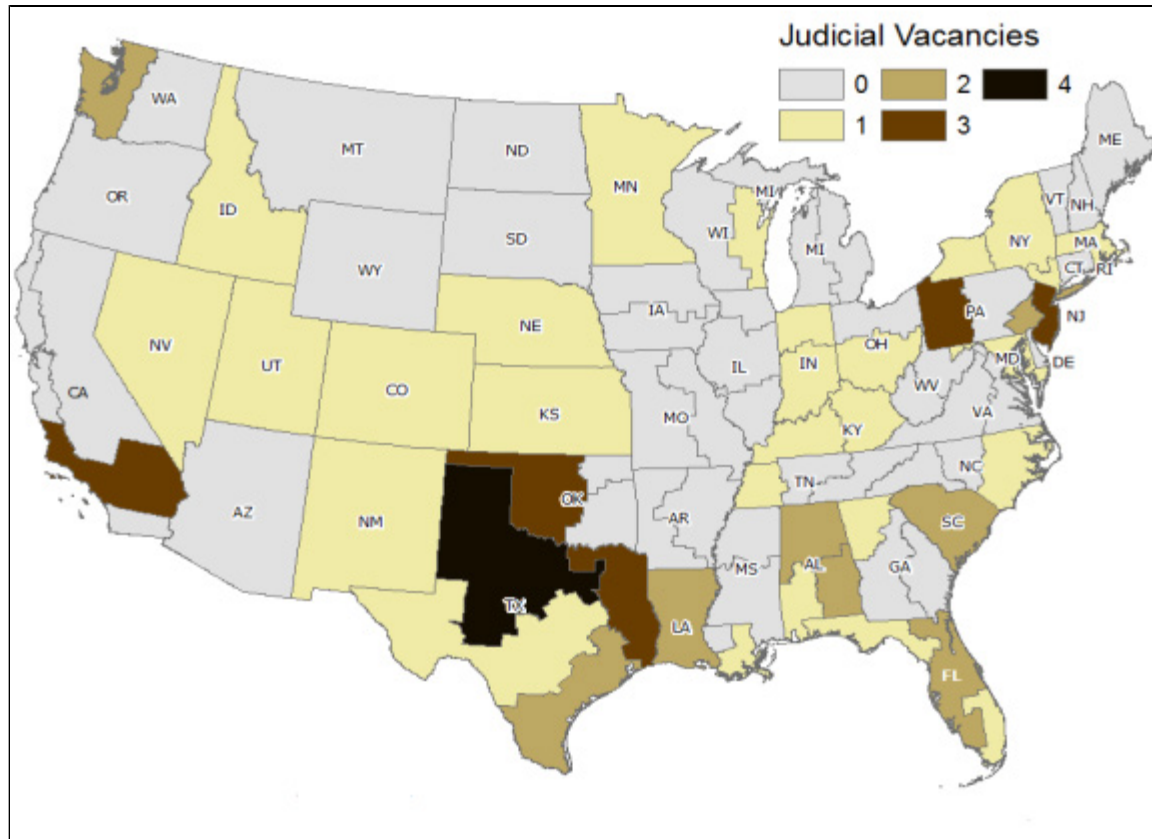 Judicial Vacancies
0 2 4
1 3
WA
MT
ND
MN
OR
ID
SD
WI
MI
MI
ME
VT
NH
NY
MA
CT
RI
WY
IA
PA
NJ
NE
OH
MD
DE
NV
UT
CO
IL
IN
WV
CA
KS
MO
KY
VA
AZ
NM
OK
AR
TN
NC
SC
MS
AL
GA
TX
LA
FL